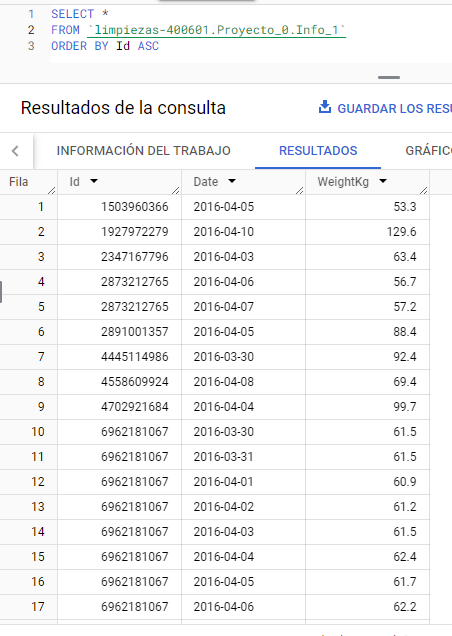 1 SELECT *
2 FROM `limpiezas-400601.Proyecto_0.Info_1`
3 ORDER BY Id ASC
Resultados de la consulta
GUARDAR LOS RESU
INFORMACIÓN DEL TRABAJO RESULTADOS GRÁFIC
Fila Id Date WeightKg
1 1503960366 2016-04-05 53.3
2 1927972279 2016-04-10 129.6
3 2347167796 2016-04-03 63.4
4 2873212765 2016-04-06 56.7
5 2873212765 2016-04-07 57.2
6 2891001357 2016-04-05 88.4
7 4445114986 2016-03-30 92.4
8 4558609924 2016-04-08 69.4
9 4702921684 2016-04-04 99.7
10 6962181067 2016-03-30 61.5
11 6962181067 2016-03-31 61.5
12 6962181067 2016-04-01 60.9
13 6962181067 2016-04-02 61.2
14 6962181067 2016-04-03 61.5
15 6962181067 2016-04-04 62.4
16 6962181067 2016-04-05 61.7
17 6962181067 2016-04-06 62.2